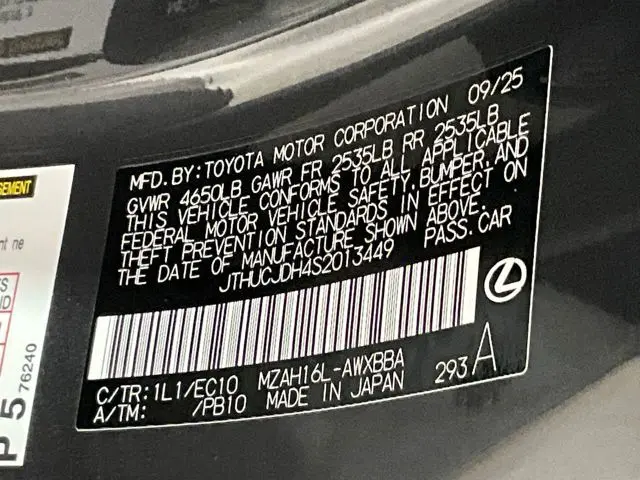 MFD.BY:TOYOTA MOTOR CORPORATION 09/25
GVWR 4650LB GAWR FR 2535LB RR 2535LB
THIS VEHICLE CONFORMS TO ALL APPLICABLE
FEDERAL MOTOR VEHICLE SAFETY,BUMPER,AND
THEFT PREVENTION STANDARDS IN EFFECT ON
THE DATE OF MANUFACTURE SHOWN ABOVE.
JTHUCJDH4S2013449 PASS.CAR
C/TR:1L1/EC10 MZAH16L-AWXBBA
A/TM: /PB10 MADE IN JAPAN 293 A
76240
P 5